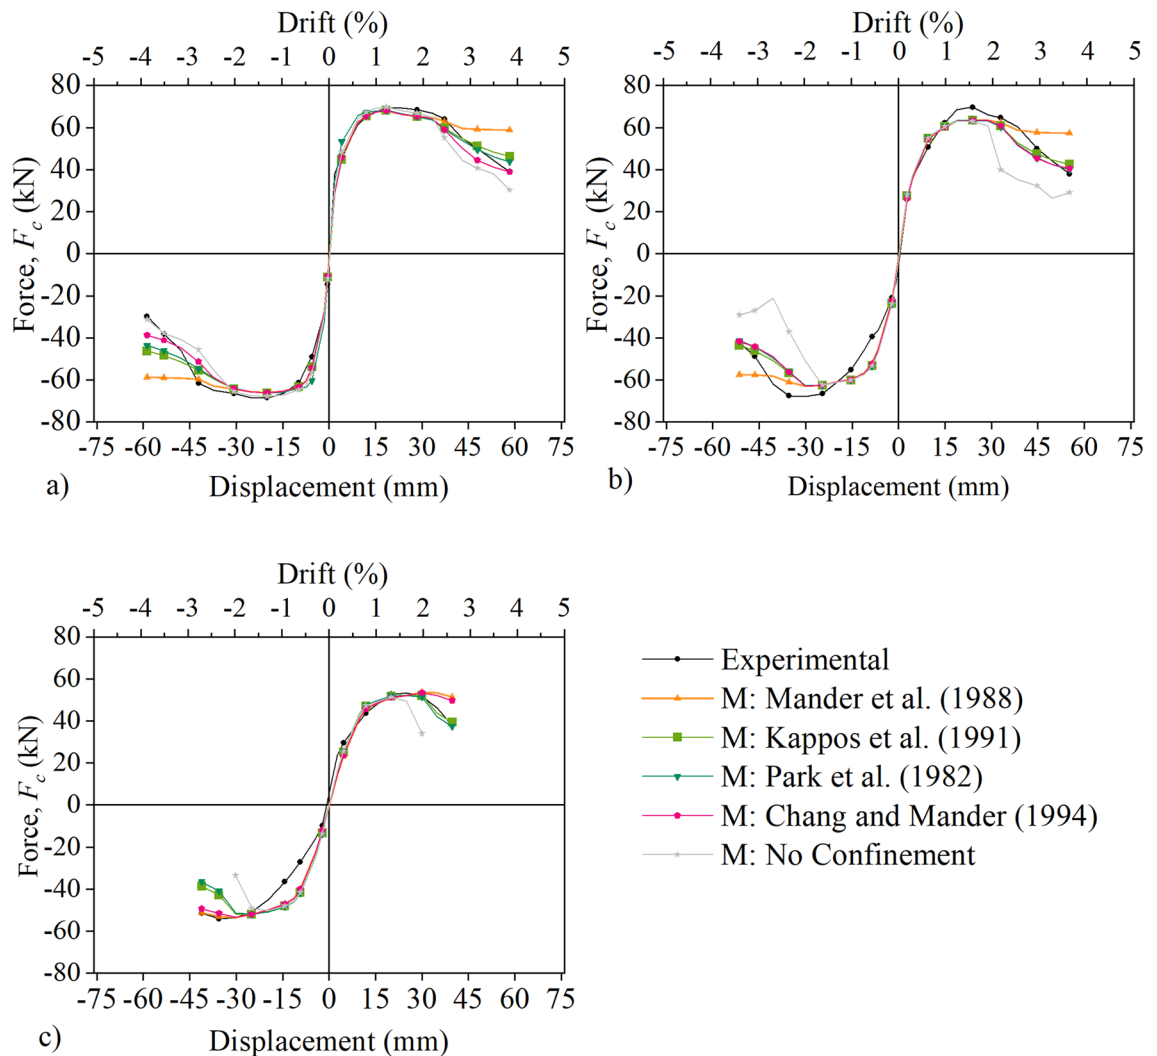 Drift (%)
-5 -4 -3 -2 -1 0 1 2 3 4 5
80
60
40
20
0
-20
-40
-60
-80
Force, Fc (kN)
-75 -60 -45 -30 -15 0 15 30 45 60 75
Displacement (mm)
a)
Drift (%)
-5 -4 -3 -2 -1 0 1 2 3 4 5
80
60
40
20
0
-20
-40
-60
-80
Force, Fc (kN)
-75 -60 -45 -30 -15 0 15 30 45 60 75
Displacement (mm)
b)
Drift (%)
-5 -4 -3 -2 -1 0 1 2 3 4 5
80
60
40
20
0
-20
-40
-60
-80
Force, Fc (kN)
-75 -60 -45 -30 -15 0 15 30 45 60 75
Displacement (mm)
c)
Experimental
M: Mander et al. (1988)
M: Kappos et al. (1991)
M: Park et al. (1982)
M: Chang and Mander (1994)
M: No Confinement